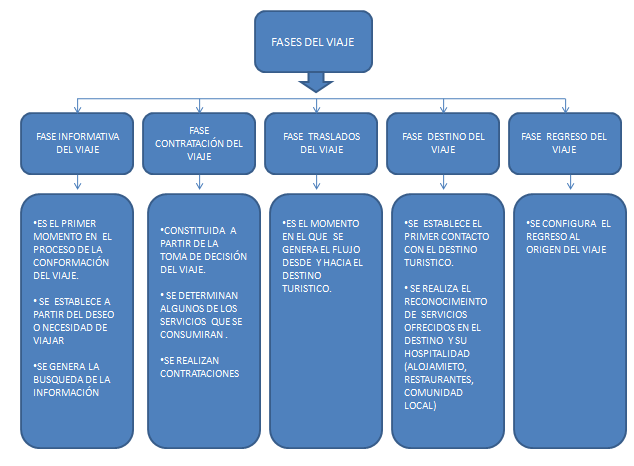 FASES DEL VIAJE
FASE INFORMATIVA
DEL VIAJE
FASE
CONTRATACIÓN DEL
VIAJE
FASE TRASLADOS
DEL VIAJE
FASE DESTINO DEL
VIAJE
FASE REGRESO DEL
VIAJE
•ES EL PRIMER
MOMENTO EN EL
PROCESO DE LA
CONFORMACIÓN
DEL VIAJE.
• SE ESTABLECE A
PARTIR DEL DESEO
O NECESIDAD DE
VIAJAR
•SE GENERA LA
BUSQUEDA DE LA
INFORMACIÓN
•CONSTITUIDA A
PARTIR DE LA
TOMA DE DECISIÓN
DEL VIAJE.
• SE DETERMINAN
ALGUNOS DE LOS
SERVICIOS QUE SE
CONSUMIRAN .
•SE REALIZAN
CONTRATACIONES
•ES EL MOMENTO
EN EL QUE SE
GENERA EL FLUJO
DESDE Y HACIA EL
DESTINO
TURISTICO.
•SE ESTABLECE EL
PRIMER CONTACTO
CON EL DESTINO
TURISTICO.
• SE REALIZA EL
RECONOCIMEINTO
DE SERVICIOS
OFRECIDOS EN EL
DESTINO Y SU
HOSPITALIDAD
(ALOJAMIETO,
RESTAURANTES,
COMUNIDAD
LOCAL)
•SE CONFIGURA EL
REGRESO AL
ORIGEN DEL VIAJE